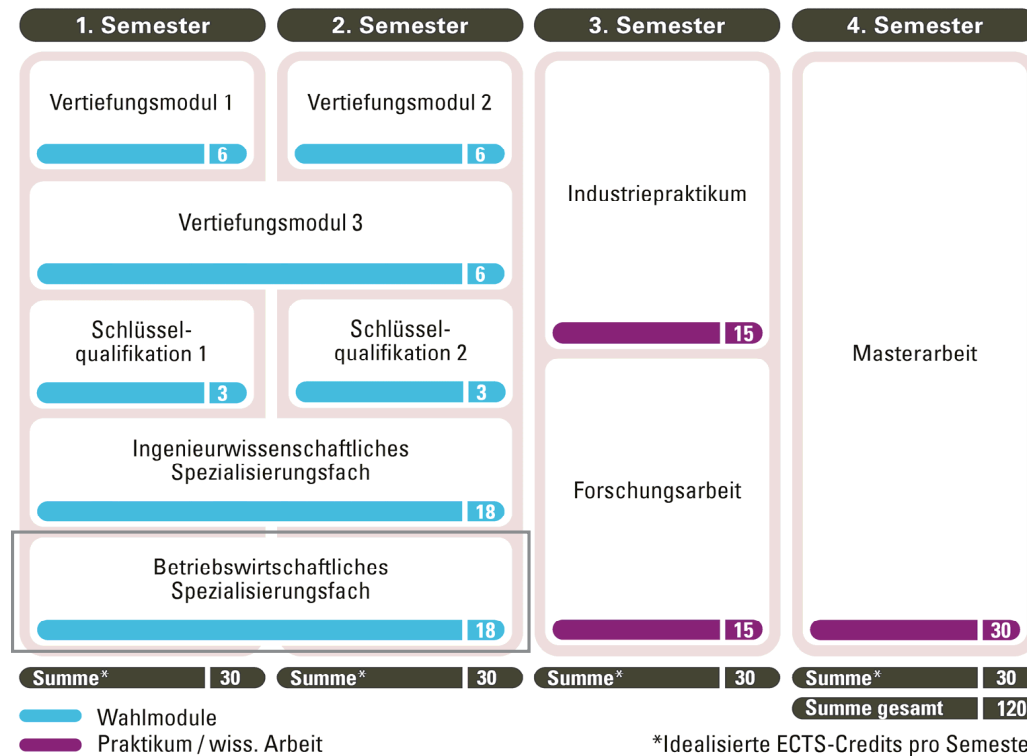 1. Semester
2. Semester
3. Semester
4. Semester
Vertiefungsmodul 1
6
Vertiefungsmodul 2
6
Vertiefungsmodul 3
6
Schlüssel-
qualifikation 1
3
Schlüssel-
qualifikation 2
3
Ingenieurwissenschaftliches
Spezialisierungsfach
18
Betriebswirtschaftliches
Spezialisierungsfach
18
Industriepraktikum
15
Forschungsarbeit
15
Masterarbeit
30
Summe* 30
Summe* 30
Summe* 30
Summe* 30
Summe gesamt 120
Wahlmodule
Praktikum / wiss. Arbeit
*Idealisierte ECTS-Credits pro Semeste